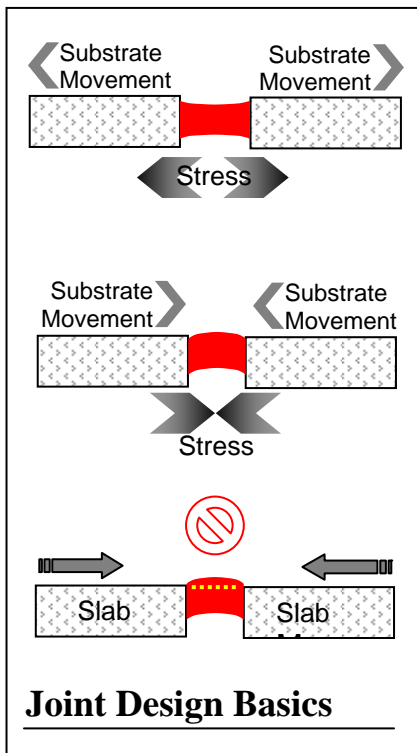 Substrate Movement
Substrate Movement
Stress
Substrate Movement
Substrate Movement
Stress
Slab
Slab
Joint Design Basics